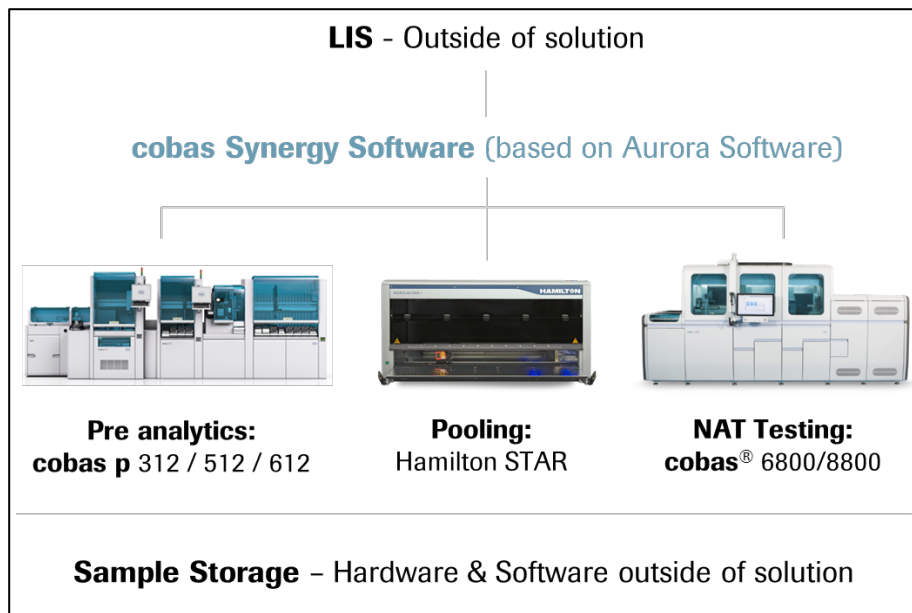 LIS - Outside of solution
cobas Synergy Software (based on Aurora Software)
HAMILTON
Pre analytics:
cobas p 312 / 512 / 612
Pooling:
Hamilton STAR
NAT Testing:
cobas® 6800/8800
Sample Storage – Hardware & Software outside of solution